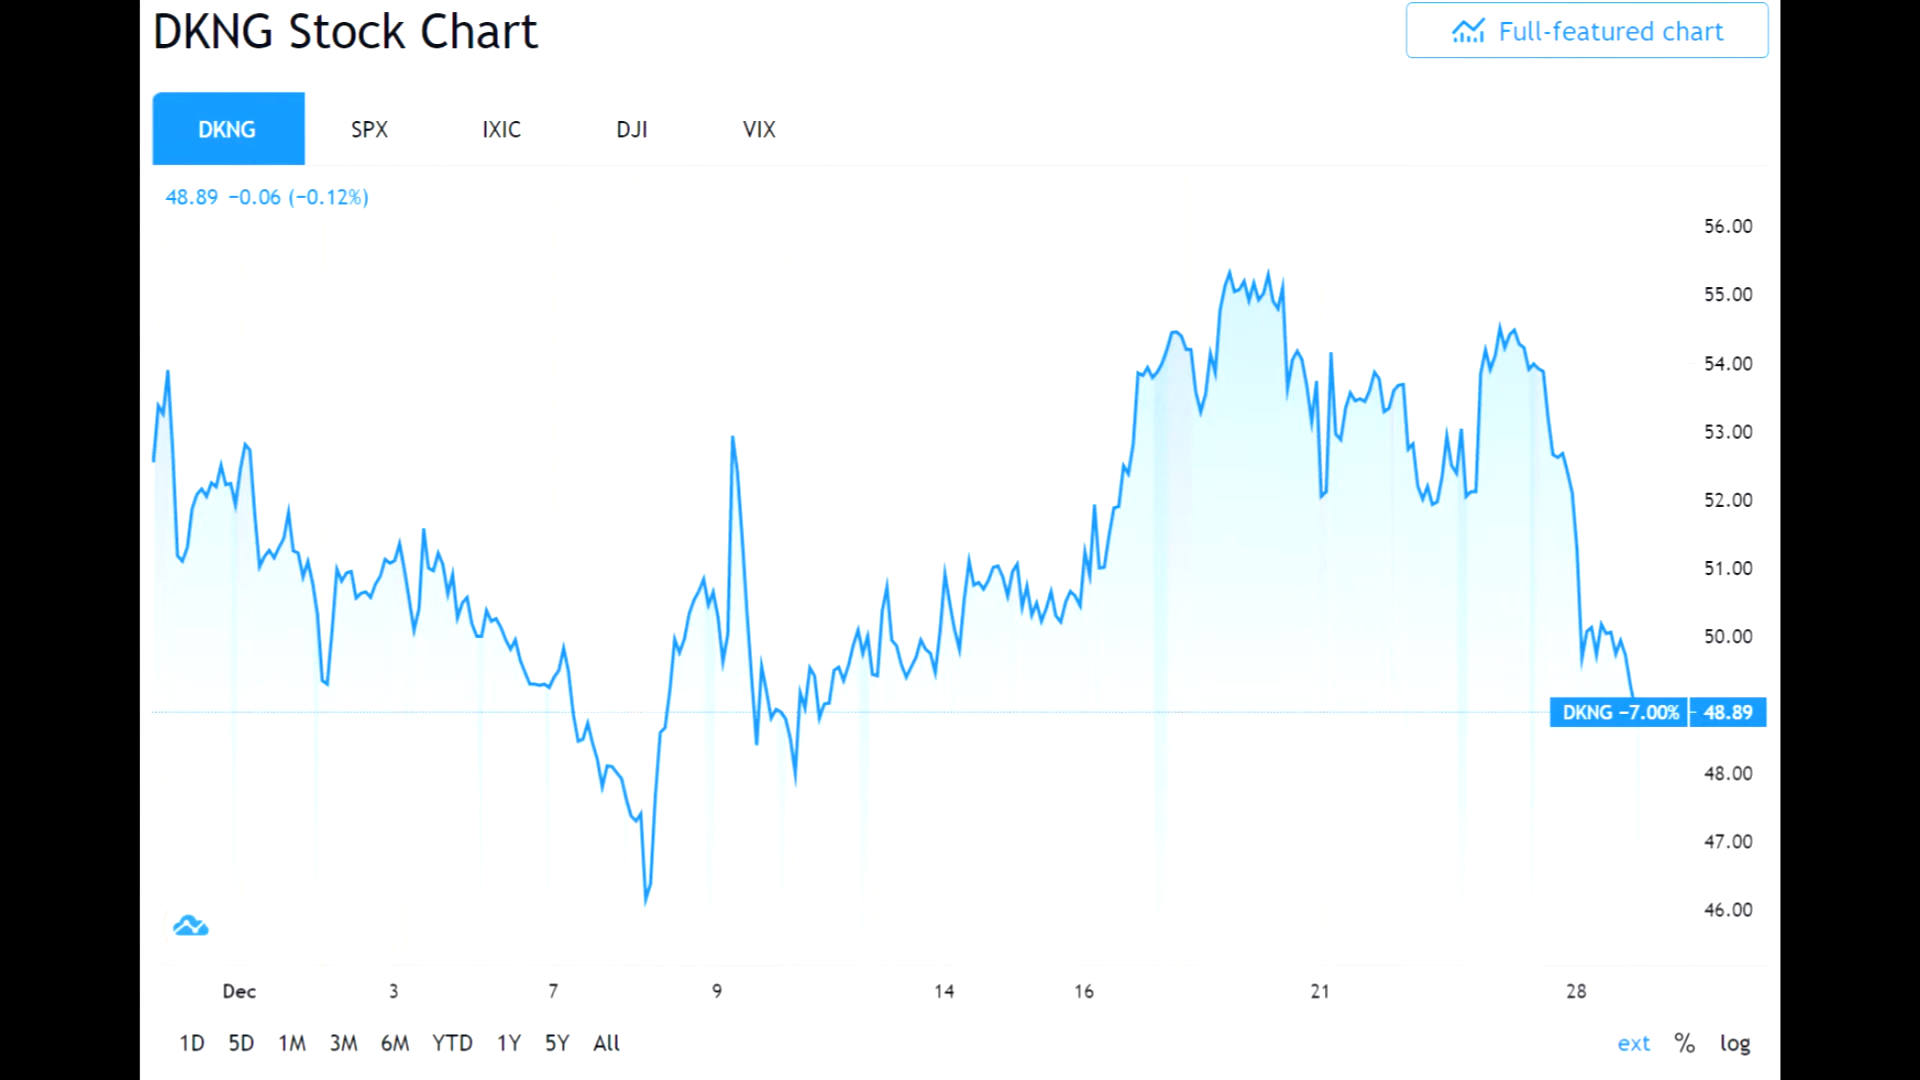 DKNG Stock Chart
Full-featured chart
DKNG SPX IXIC DJI VIX
48.89 −0.06 (−0.12%)
56.00
55.00
54.00
53.00
52.00
51.00
50.00
DKNG −7.00% 48.89
48.00
47.00
46.00
Dec 3 7 9 14 16 21 28
1D 5D 1M 3M 6M YTD 1Y 5Y All ext % log